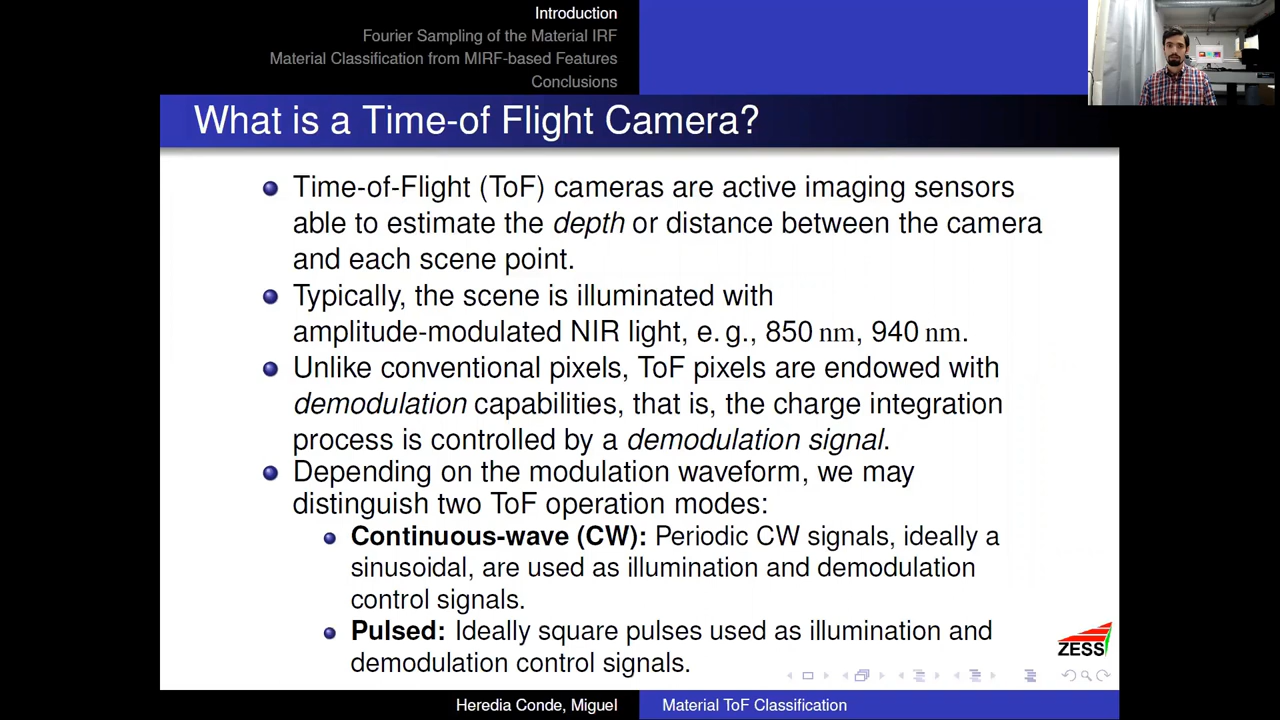 Introduction
Fourier Sampling of the Material IRF
Material Classification from MIRF-based Features
Conclusions
What is a Time-of Flight Camera?
Time-of-Flight (ToF) cameras are active imaging sensors
able to estimate the depth or distance between the camera
and each scene point.
Typically, the scene is illuminated with
amplitude-modulated NIR light, e. g., 850 nm, 940 nm.
Unlike conventional pixels, ToF pixels are endowed with
demodulation capabilities, that is, the charge integration
process is controlled by a demodulation signal.
Depending on the modulation waveform, we may
distinguish two ToF operation modes:
Continuous-wave (CW): Periodic CW signals, ideally a
sinusoidal, are used as illumination and demodulation
control signals.
Pulsed: Ideally square pulses used as illumination and
demodulation control signals.
ZESS
Heredia Conde, Miguel
Material ToF Classification